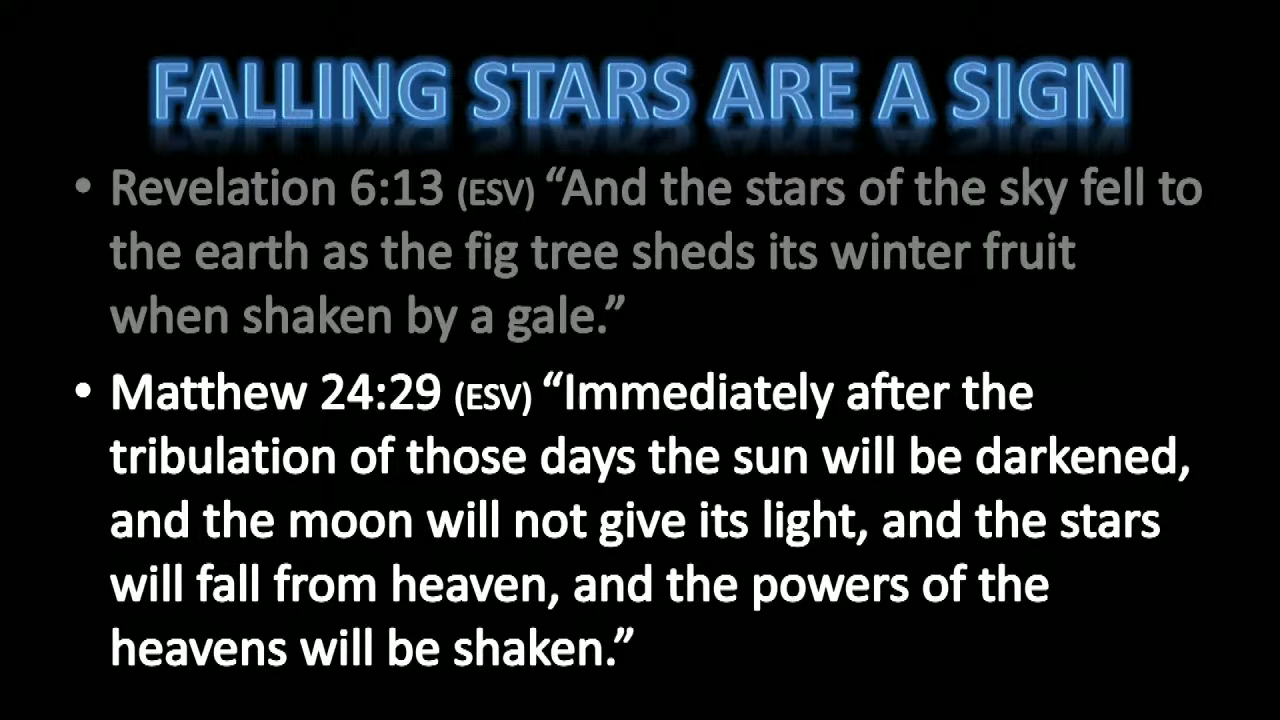 FALLING STARS ARE A SIGN
• Revelation 6:13 (ESV) “And the stars of the sky fell to
the earth as the fig tree sheds its winter fruit
when shaken by a gale.”
• Matthew 24:29 (ESV) “Immediately after the
tribulation of those days the sun will be darkened,
and the moon will not give its light, and the stars
will fall from heaven, and the powers of the
heavens will be shaken.”